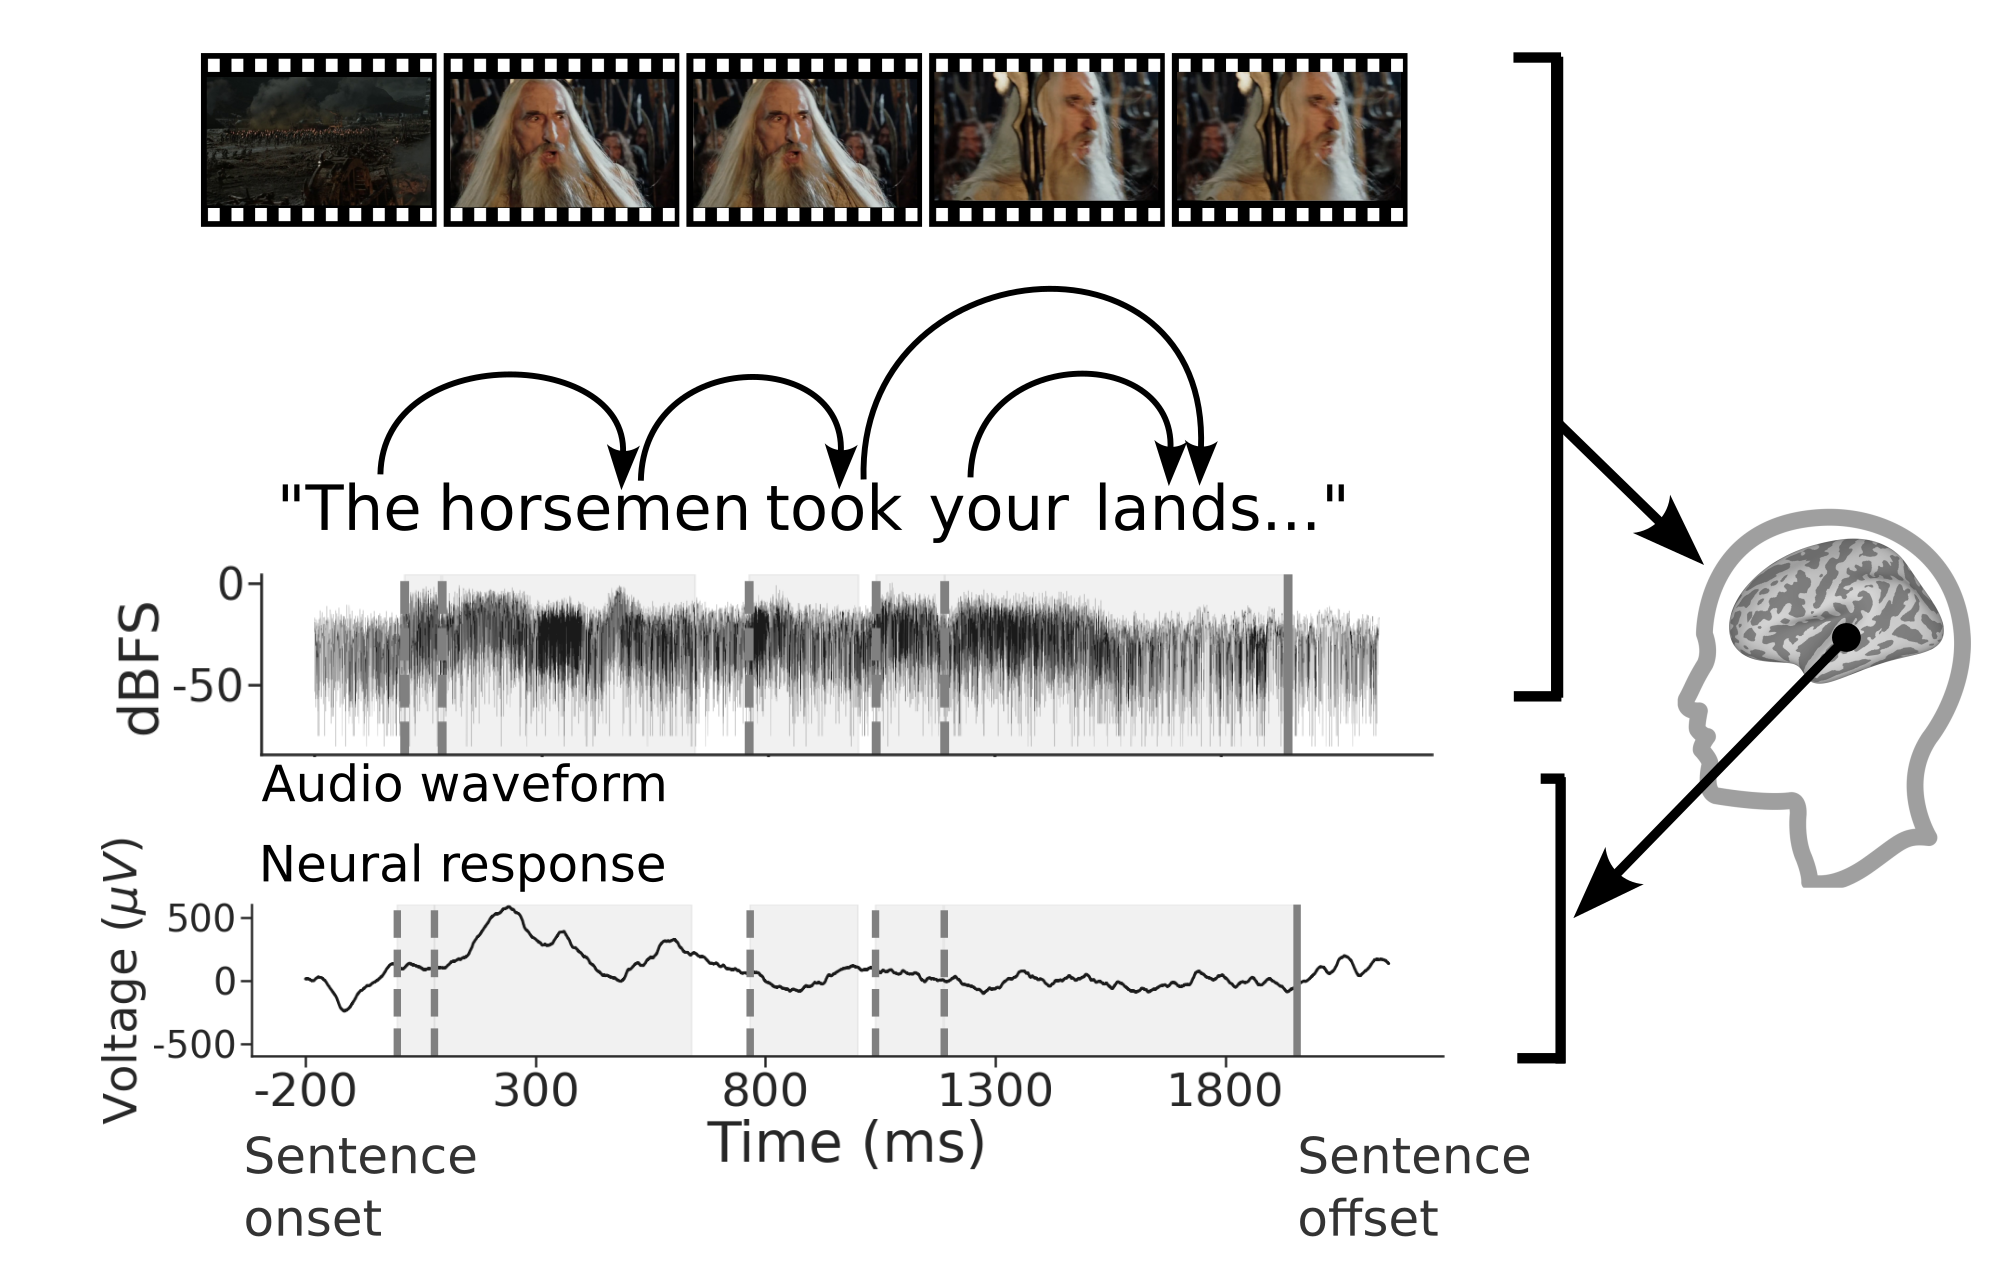 "The horsemen took your lands..."
0
-50
dBFS
Audio waveform
Neural response
Voltage (μV)
500
0
-500
-200 300 800 1300 1800
Time (ms)
Sentence
onset
Sentence
offset